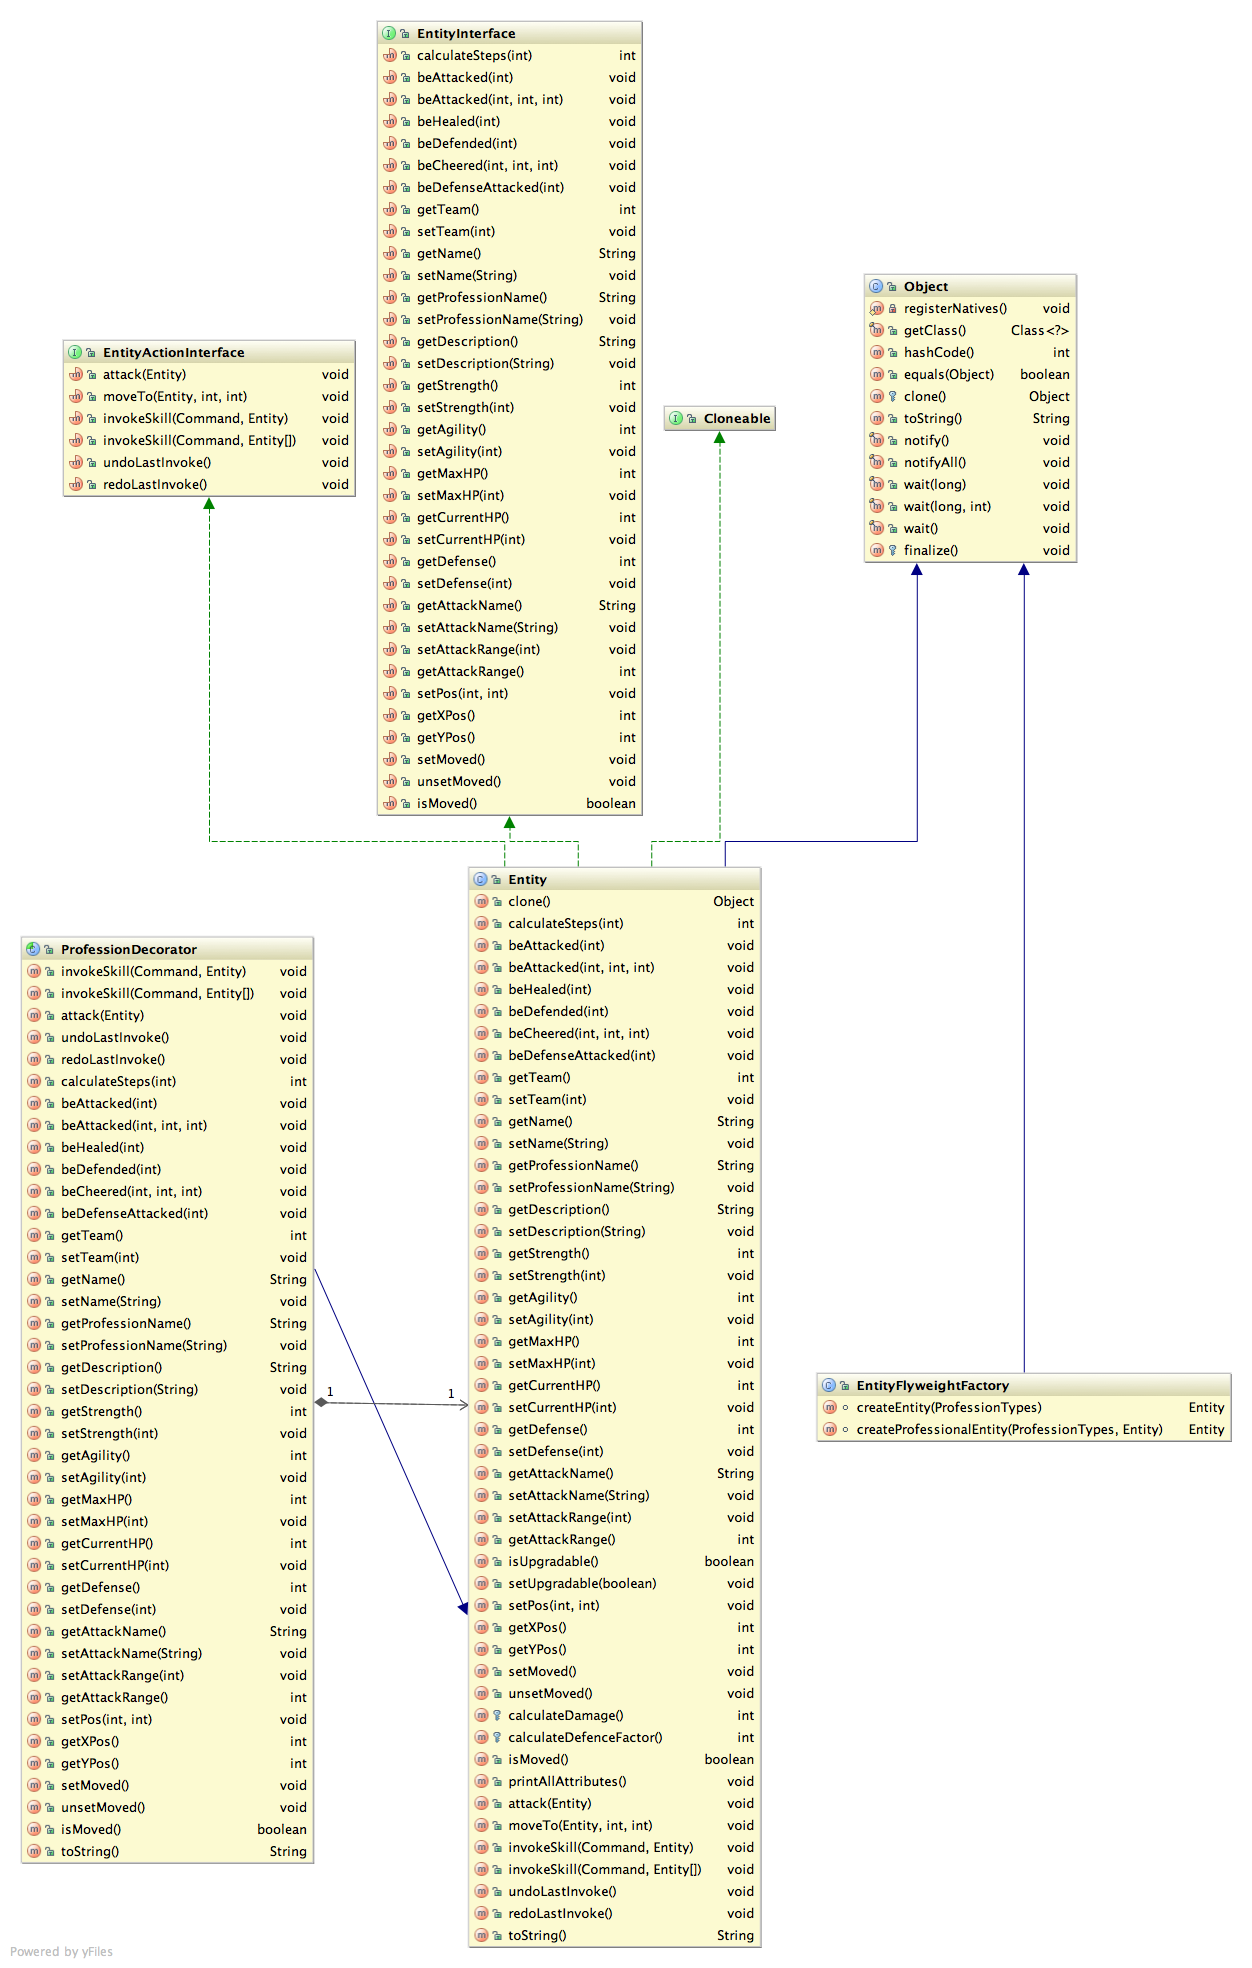 EntityInterface
calculateSteps(int) int
beAttacked(int) void
beAttacked(int, int, int) void
beHealed(int) void
beDefended(int) void
beCheered(int, int, int) void
beDefenseAttacked(int) void
getTeam() int
setTeam(int) void
getName() String
setName(String) void
getProfessionName() String
setProfessionName(String) void
getDescription() String
setDescription(String) void
getStrength() int
setStrength(int) void
getAgility() int
setAgility(int) void
getMaxHP() int
setMaxHP(int) void
getCurrentHP() int
setCurrentHP(int) void
getDefense() int
setDefense(int) void
getAttackName() String
setAttackName(String) void
setAttackRange(int) void
getAttackRange() int
setPos(int, int) void
getXPos() int
getYPos() int
setMoved() void
unsetMoved() void
isMoved() boolean
EntityActionInterface
attack(Entity) void
moveTo(Entity, int, int) void
invokeSkill(Command, Entity) void
invokeSkill(Command, Entity[]) void
undoLastInvoke() void
redoLastInvoke() void
Cloneable
Object
registerNatives() void
getClass() Class<?>
hashCode() int
equals(Object) boolean
clone() Object
toString() String
notify() void
notifyAll() void
wait(long) void
wait(long, int) void
wait() void
finalize() void
ProfessionDecorator
invokeSkill(Command, Entity) void
invokeSkill(Command, Entity[]) void
attack(Entity) void
undoLastInvoke() void
redoLastInvoke() void
calculateSteps(int) int
beAttacked(int) void
beAttacked(int, int, int) void
beHealed(int) void
beDefended(int) void
beCheered(int, int, int) void
beDefenseAttacked(int) void
getTeam() int
setTeam(int) void
getName() String
setName(String) void
getProfessionName() String
setProfessionName(String) void
getDescription() String
setDescription(String) void
getStrength() int
setStrength(int) void
getAgility() int
setAgility(int) void
getMaxHP() int
setMaxHP(int) void
getCurrentHP() int
setCurrentHP(int) void
getDefense() int
setDefense(int) void
getAttackName() String
setAttackName(String) void
setAttackRange(int) void
getAttackRange() int
setPos(int, int) void
getXPos() int
getYPos() int
setMoved() void
unsetMoved() void
isMoved() boolean
toString() String
1 1
Entity
clone() Object
calculateSteps(int) int
beAttacked(int) void
beAttacked(int, int, int) void
beHealed(int) void
beDefended(int) void
beCheered(int, int, int) void
beDefenseAttacked(int) void
getTeam() int
setTeam(int) void
getName() String
setName(String) void
getProfessionName() String
setProfessionName(String) void
getDescription() String
setDescription(String) void
getStrength() int
setStrength(int) void
getAgility() int
setAgility(int) void
getMaxHP() int
setMaxHP(int) void
getCurrentHP() int
setCurrentHP(int) void
getDefense() int
setDefense(int) void
getAttackName() String
setAttackName(String) void
setAttackRange(int) void
getAttackRange() int
isUpgradable() boolean
setUpgradable(boolean) void
setPos(int, int) void
getXPos() int
getYPos() int
setMoved() void
unsetMoved() void
calculateDamage() int
calculateDefenceFactor() int
isMoved() boolean
printAllAttributes() void
attack(Entity) void
moveTo(Entity, int, int) void
invokeSkill(Command, Entity) void
invokeSkill(Command, Entity[]) void
undoLastInvoke() void
redoLastInvoke() void
toString() String
EntityFlyweightFactory
createEntity(ProfessionTypes) Entity
createProfessionalEntity(ProfessionTypes, Entity) Entity
Powered by yFiles